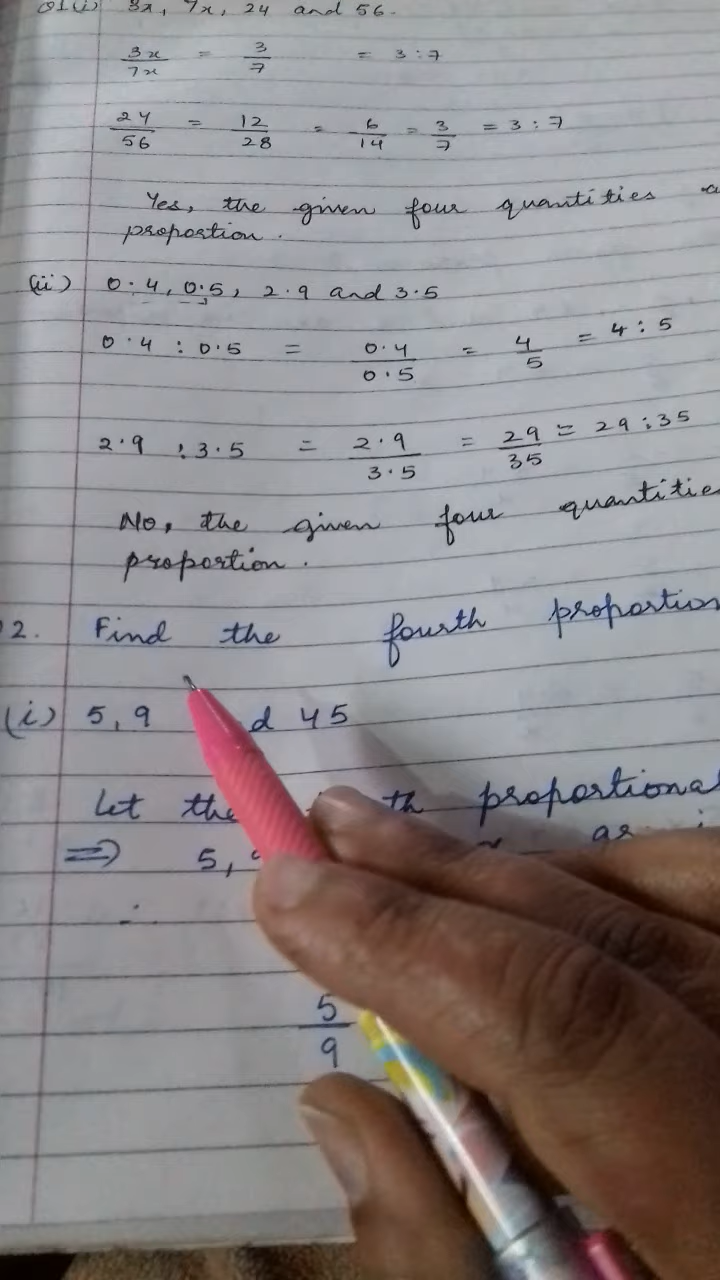 Q1(i) 3x, 7x, 24 and 56.
3x/7x = 3/7 = 3:7
24/56 = 12/28 = 6/14 = 3/7 = 3:7
Yes, the given four quantities
proportion.
(ii) 0.4, 0.5, 2.9 and 3.5
0.4 : 0.5 = 0.4/0.5 = 4/5 = 4:5
2.9 : 3.5 = 2.9/3.5 = 29/35 = 29:35
No, the given four quantitie
proportion.
2. Find the fourth proportion
(i) 5, 9 d 45
Let the th proportional
⇒ 5, as
∴
5/9